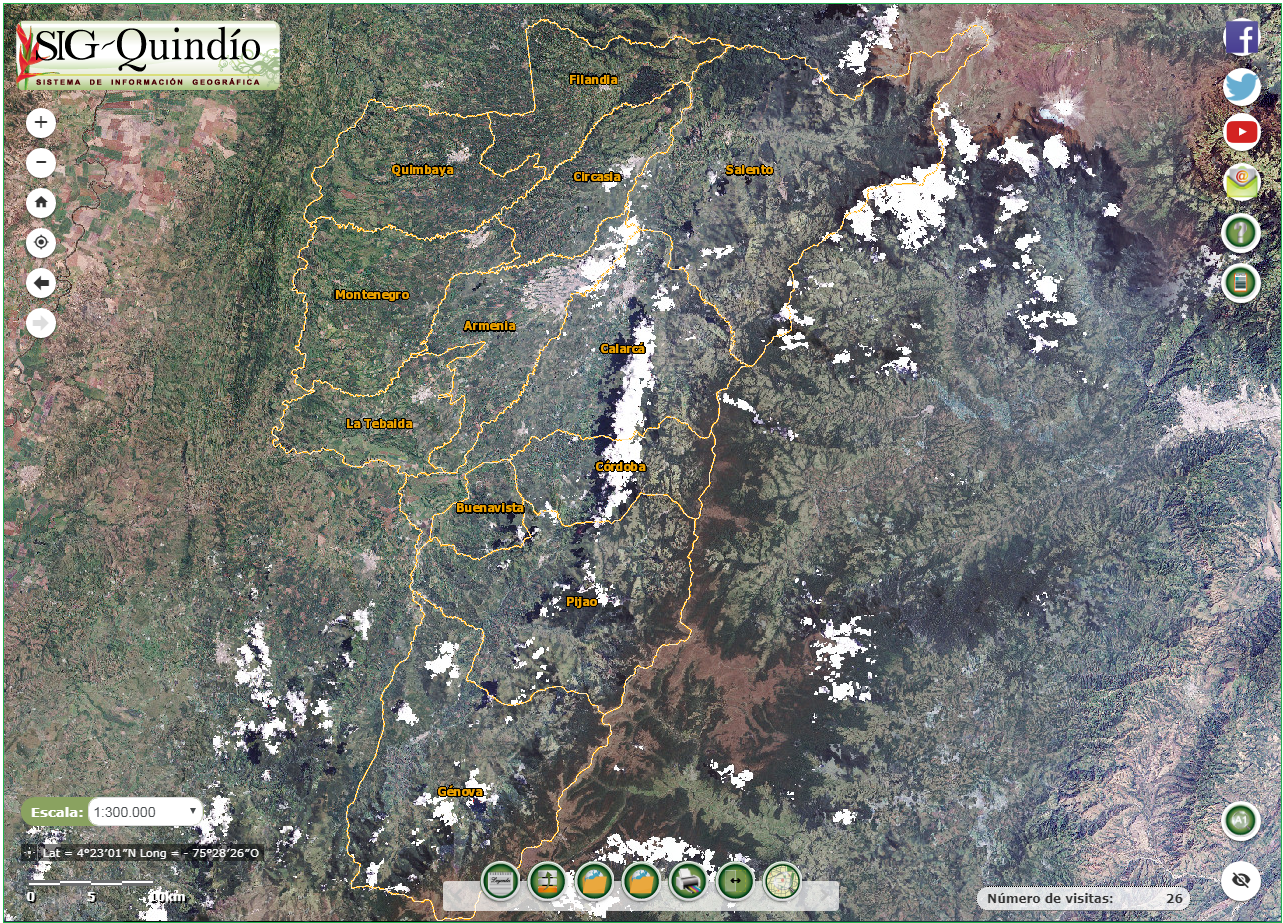 SIG-Quindío
SISTEMA DE INFORMACIÓN GEOGRÁFICA
Filandia
Quimbaya
Circasia
Salento
Montenegro
Armenia
Calarcá
La Tebaida
Córdoba
Buenavista
Pijao
Génova
Escala: 1:300.000
Lat = 4°23'01"N Long = - 75°28'26"O
0 5 10km
Número de visitas: 26